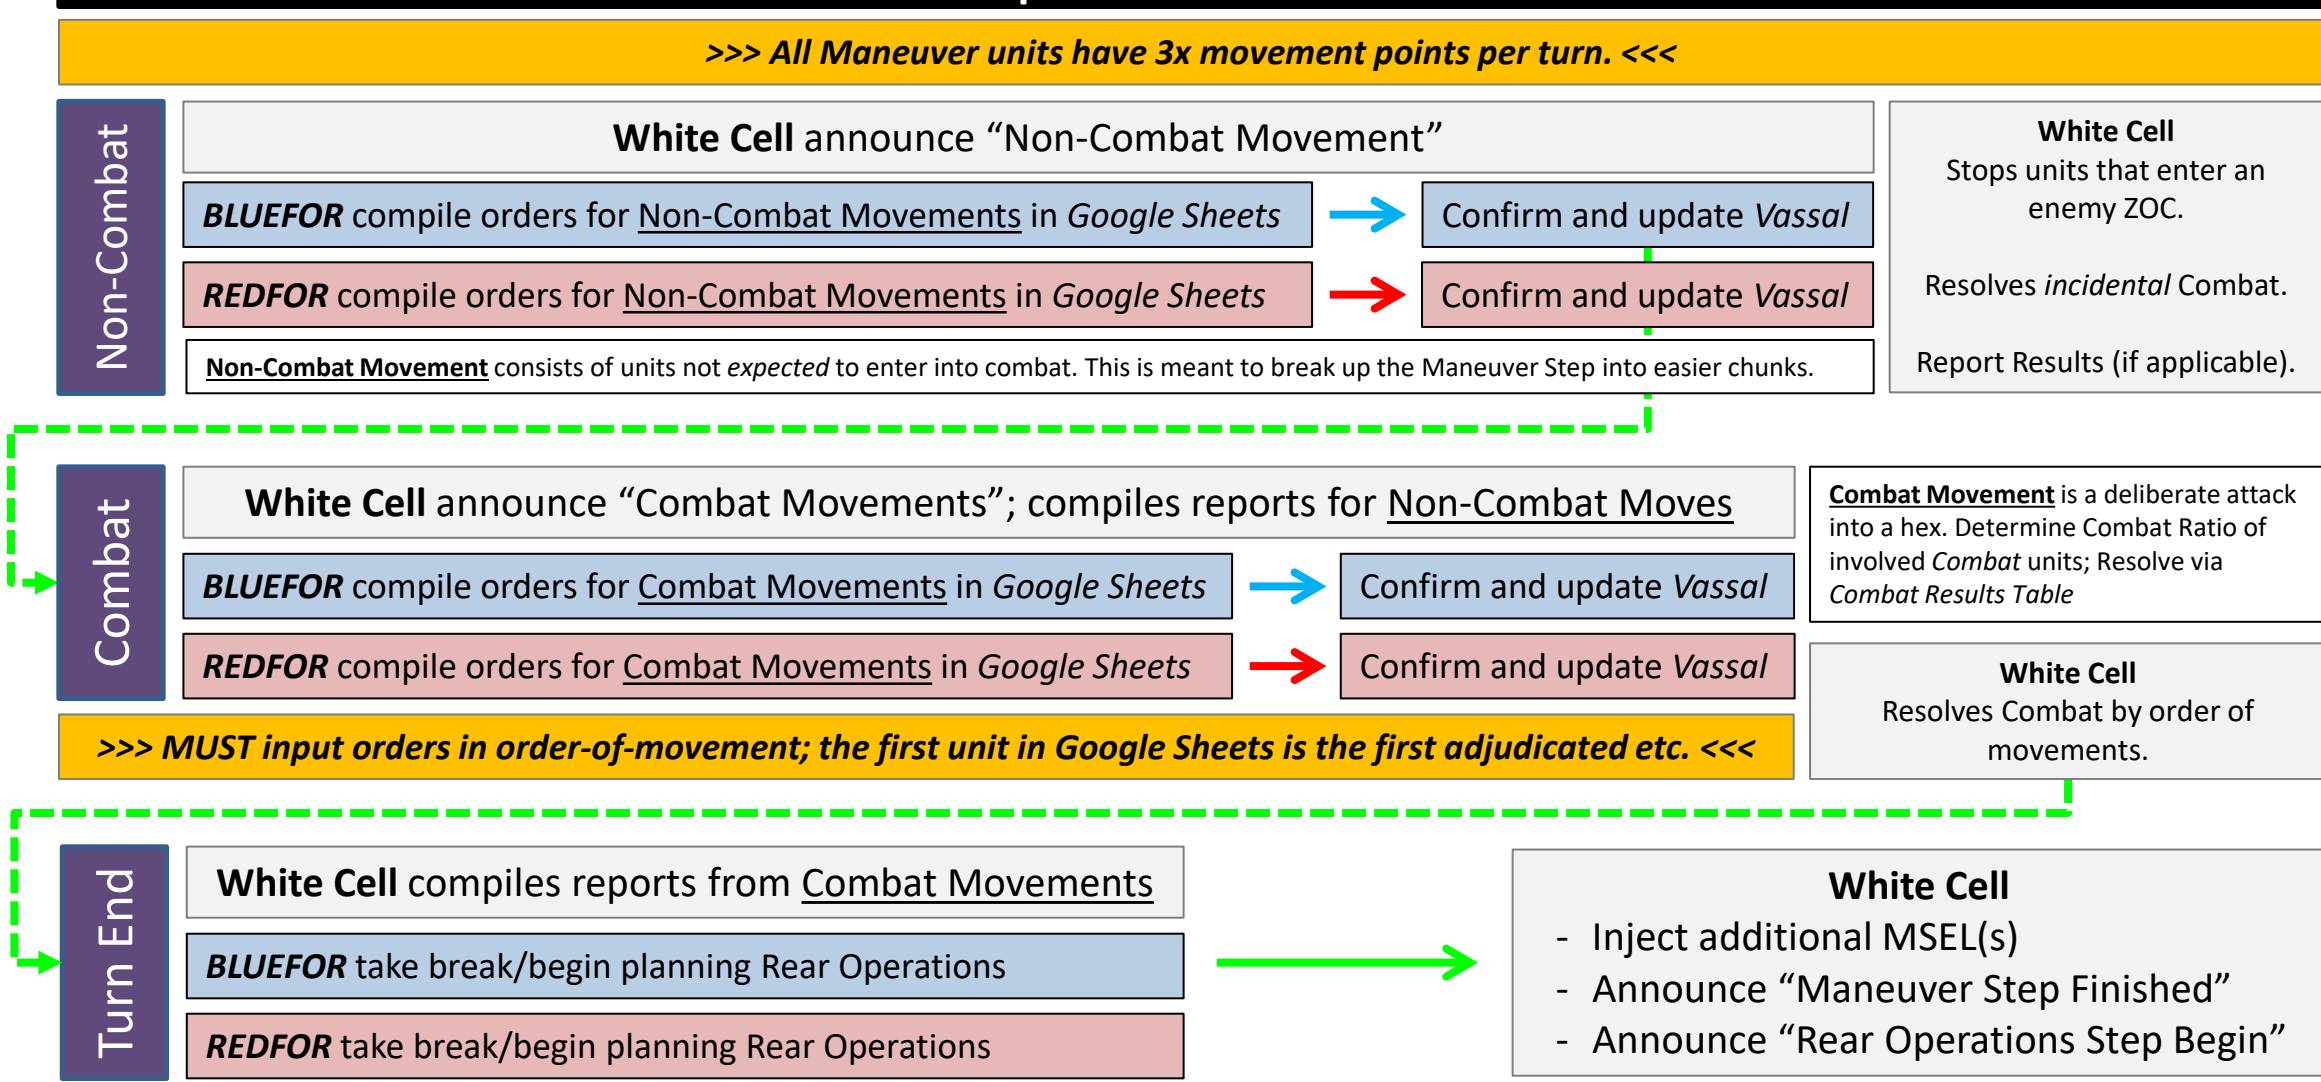 >>> All Maneuver units have 3x movement points per turn. <<<
Non-Combat
White Cell announce “Non-Combat Movement”
BLUEFOR compile orders for Non-Combat Movements in Google Sheets
Confirm and update Vassal
REDFOR compile orders for Non-Combat Movements in Google Sheets
Confirm and update Vassal
Non-Combat Movement consists of units not expected to enter into combat. This is meant to break up the Maneuver Step into easier chunks.
White Cell
Stops units that enter an
enemy ZOC.
Resolves incidental Combat.
Report Results (if applicable).
Combat
White Cell announce “Combat Movements”; compiles reports for Non-Combat Moves
BLUEFOR compile orders for Combat Movements in Google Sheets
Confirm and update Vassal
REDFOR compile orders for Combat Movements in Google Sheets
Confirm and update Vassal
>>> MUST input orders in order-of-movement; the first unit in Google Sheets is the first adjudicated etc. <<<
Combat Movement is a deliberate attack
into a hex. Determine Combat Ratio of
involved Combat units; Resolve via
Combat Results Table
White Cell
Resolves Combat by order of
movements.
Turn End
White Cell compiles reports from Combat Movements
BLUEFOR take break/begin planning Rear Operations
REDFOR take break/begin planning Rear Operations
White Cell
- Inject additional MSEL(s)
- Announce “Maneuver Step Finished”
- Announce “Rear Operations Step Begin”